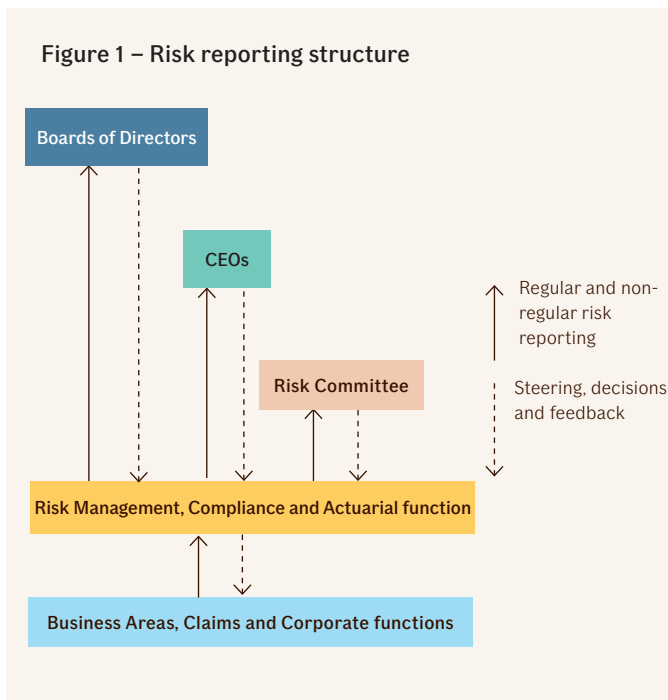 Figure 1 – Risk reporting structure
Boards of Directors
CEOs
Risk Committee
Risk Management, Compliance and Actuarial function
Business Areas, Claims and Corporate functions
Regular and non-
regular risk
reporting
Steering, decisions
and feedback